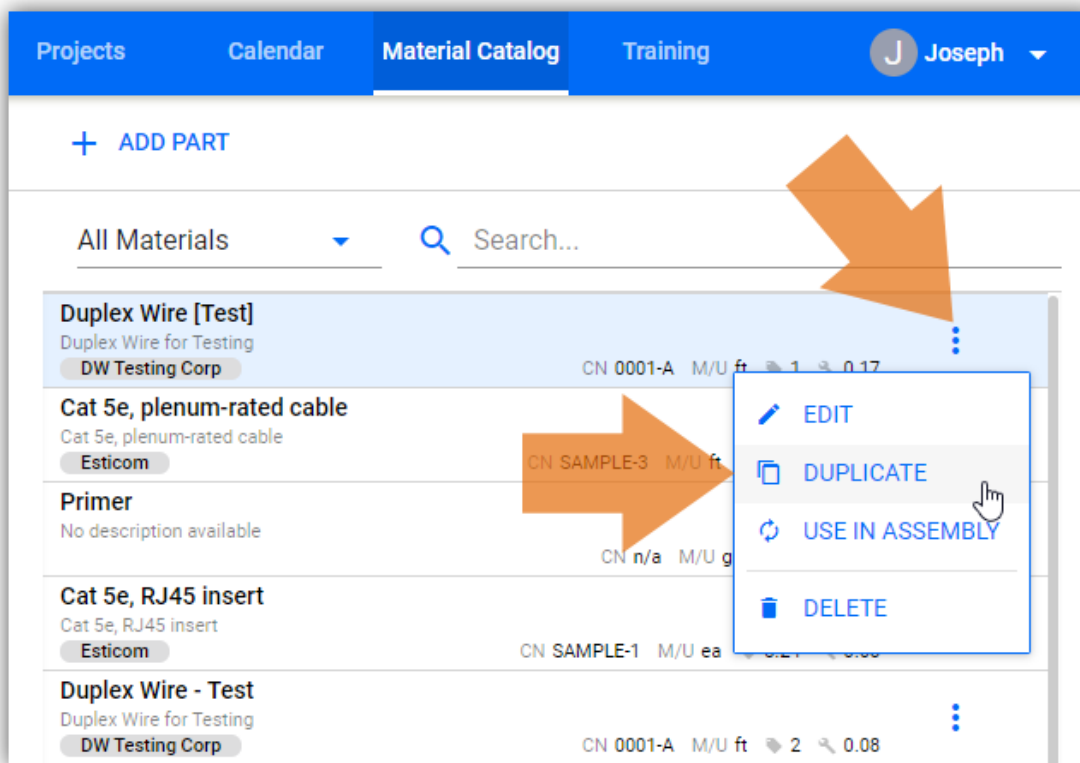 Projects Calendar Material Catalog Training J Joseph
ADD PART
All Materials Search...
Duplex Wire [Test]
Duplex Wire for Testing
DW Testing Corp CN 0001-A M/U ft 1 0.17
EDIT
Cat 5e, plenum-rated cable
Cat 5e, plenum-rated cable
Esticom CN SAMPLE-3 M/U ft
DUPLICATE
Primer
No description available
USE IN ASSEMBLY
CN n/a M/U
Cat 5e, RJ45 insert
DELETE
Cat 5e, RJ45 insert
Esticom CN SAMPLE-1 M/U ea
Duplex Wire - Test
Duplex Wire for Testing
DW Testing Corp CN 0001-A M/U ft 2 0.08